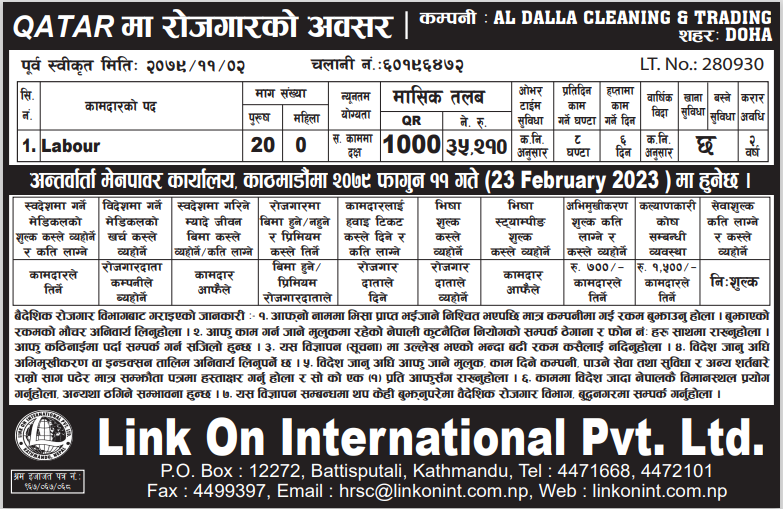 QATAR मा रोजगारको अवसर
कम्पनी : AL DALLA CLEANING & TRADING
शहर: DOHA
पूर्व स्वीकृत मिति: २०७९/११/०२ चलानी नं.:६०१९६४७२ LT. No.: 280930
सि. नं. कामदारको पद माग संख्या पुरुष महिला न्यूनतम योग्यता मासिक तलब QR ने. रु. ओभर टाईम सुविधा प्रतिदिन काम गर्ने घण्टा हप्तामा काम गर्ने दिन वार्षिक विदा खाना सुविधा बस्ने सुविधा करार अवधि
1. Labour 20 0 स. काममा दक्ष 1000 ३५,२१० क.नि. अनुसार ८ घण्टा ६ दिन क.नि. अनुसार छ २ वर्ष
अन्तर्वार्ता मेनपावर कार्यालय, काठमाडौंमा २०७९ फागुन ११ गते (23 February 2023 ) मा हुनेछ ।
स्वदेशमा गर्ने मेडिकलको शुल्क कस्ले व्यहोर्ने र कति लाग्ने
विदेशमा गर्ने मेडिकलको खर्च कस्ले व्यहोर्ने
स्वदेशमा गरिने म्यादे जीवन बिमा कस्ले व्यहोर्ने/कति लाग्ने
रोजगारमा बिमा हुने/नहुने र प्रिमियम कस्ले तिर्ने
कामदारलाई हवाइ टिकट कस्ले दिने र कति लाग्ने
भिषा शुल्क कस्ले व्यहोर्ने
भिषा स्ट्याम्पीङ शुल्क कस्ले व्यहोर्ने
अभिमुखीकरण शुल्क कति लाग्ने र कस्ले व्यहोर्ने
कल्याणकारी कोष सम्बन्धी व्यवस्था
सेवाशुल्क कति लाग्ने र कस्ले व्यहोर्ने
कामदारले तिर्ने
रोजगारदाता कम्पनीले ब्यहोर्ने
कामदार आफैले
बिमा हुने/ प्रिमियम रोजगारदाताले
रोजगार दाताले दिने
रोजगार दाताले व्यहोर्ने
कामदार आफैले
रु. ७००/- कामदारले तिर्ने
रु. १,५००/- कामदारले तिर्ने
नि:शुल्क
बैदेशिक रोजगार विभागबाट गराइएको जानकारी :- १. आफ्नो नाममा भिसा प्राप्त भईजाने निश्चित भएपछि मात्र कम्पनीमा गई रकम बुझाउनु होला । बुझाएको
रकमको भौचर अनिवार्य लिनुहोला । २. आफु काम गर्न जाने मुलुकमा रहेको नेपाली कुटनैतिन नियोगको सम्पर्क ठेगाना र फोन नंः हरु साथमा राख्नुहोला ।
आफु कठिनाईमा पर्दा सम्पर्क गर्न सजिलो हुन्छ । ३. यस विज्ञापन (सूचना) मा उल्लेख भएको भन्दा बढी रकम कसैलाई नदिनुहोला । ४. विदेश जानु अघि
अभिमुखीकरण वा इन्डक्सन तालिम अनिवार्य लिनुपर्ने छ । ५. विदेश जानु अघि आफु जाने मुलुक, काम दिने कम्पनी, पाउने सेवा तथा सुविधा र अन्य शर्तबारे
राम्रो साग पढेर मात्र सम्झौता पत्रमा हस्ताक्षर गर्नु होला र सो को एक (१) प्रति आफुसँग राख्नुहोला । ६. काममा विदेश जादा नेपालकै विमानस्थल प्रयोग
गर्नुहोला, अन्यथा ठगिने सम्भावना हुन्छ । ७. यस विज्ञापन सम्बन्धमा थप केही बुझ्नुपरेमा वैदेशिक रोजगार विभाग, बुद्धनगरमा सम्पर्क गर्नुहोला ।
LINK ON INTERNATIONAL PVT. LTD.
KATHMANDU, NEPAL
श्रम इजाजत पत्र नं.:
९६७/०६७/०६८
Link On International Pvt. Ltd.
P.O. Box : 12272, Battisputali, Kathmandu, Tel : 4471668, 4472101
Fax : 4499397, Email : hrsc@linkonint.com.np, Web : linkonint.com.np